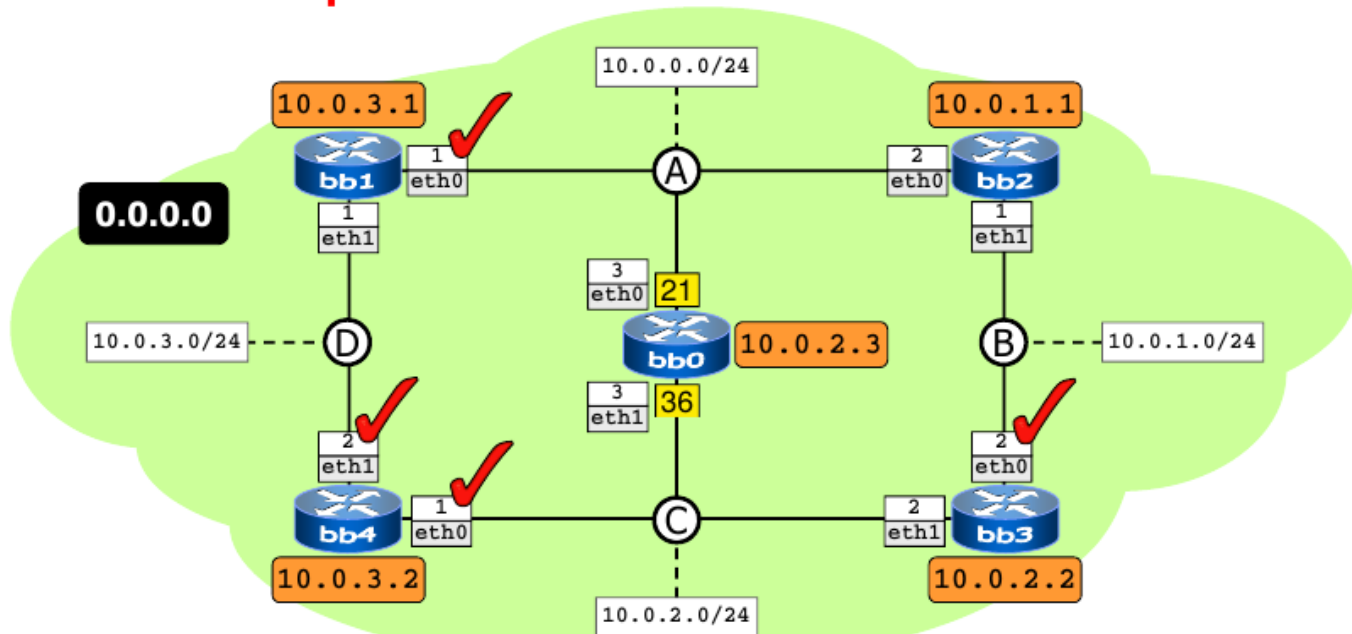 10.0.0.0/24
10.0.3.1
10.0.1.1
1
eth0
A
2
eth0
bb1
bb2
0.0.0.0
1
eth1
1
eth1
3
eth0
21
10.0.3.0/24
D
bb0
10.0.2.3
B
10.0.1.0/24
3
eth1
36
2
eth1
2
eth0
bb4
1
eth0
C
2
eth1
bb3
10.0.3.2
10.0.2.2
10.0.2.0/24